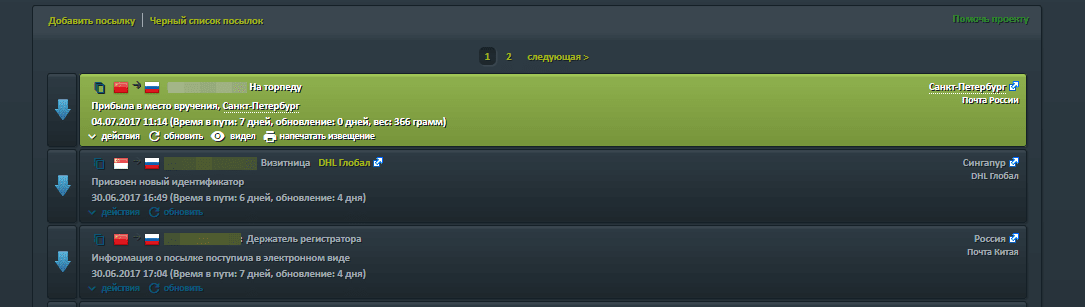 Добавить посылку | Черный список посылок
Помочь проекту
1 2 следующая >
На торпеду
Санкт-Петербург
Прибыла в место вручения, Санкт-Петербург
Почта России
04.07.2017 11:14 (Время в пути: 7 дней, обновление: 0 дней, вес: 366 грамм)
действия обновить видел напечатать извещение
Визитница DHL Глобал
Сингапур
Присвоен новый идентификатор
DHL Глобал
30.06.2017 16:49 (Время в пути: 6 дней, обновление: 4 дня)
действия обновить
: Держатель регистратора
Россия
Информация о посылке поступила в электронном виде
Почта Китая
30.06.2017 17:04 (Время в пути: 7 дней, обновление: 4 дня)
действия обновить